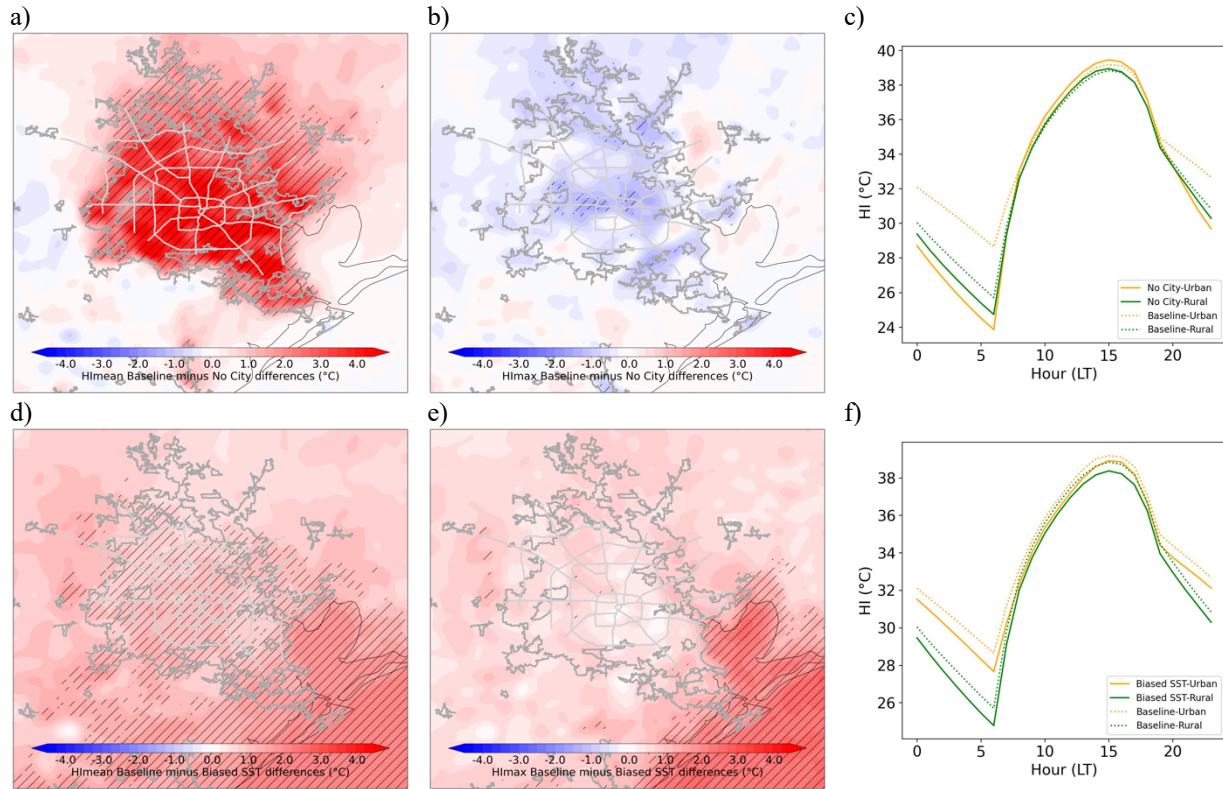 a)
b)
c)
-4.0 -3.0 -2.0 -1.0 0.0 1.0 2.0 3.0 4.0
HImean Baseline minus No City differences (°C)
-4.0 -3.0 -2.0 -1.0 0.0 1.0 2.0 3.0 4.0
HImax Baseline minus No City differences (°C)
HI (°C)
40
38
36
34
32
30
28
26
24
No City-Urban
No City-Rural
Baseline-Urban
Baseline-Rural
0 5 10 15 20
Hour (LT)
d)
e)
f)
-4.0 -3.0 -2.0 -1.0 0.0 1.0 2.0 3.0 4.0
HImean Baseline minus Biased SST differences (°C)
-4.0 -3.0 -2.0 -1.0 0.0 1.0 2.0 3.0 4.0
HImax Baseline minus Biased SST differences (°C)
HI (°C)
38
36
34
32
30
28
26
Biased SST-Urban
Biased SST-Rural
Baseline-Urban
Baseline-Rural
0 5 10 15 20
Hour (LT)